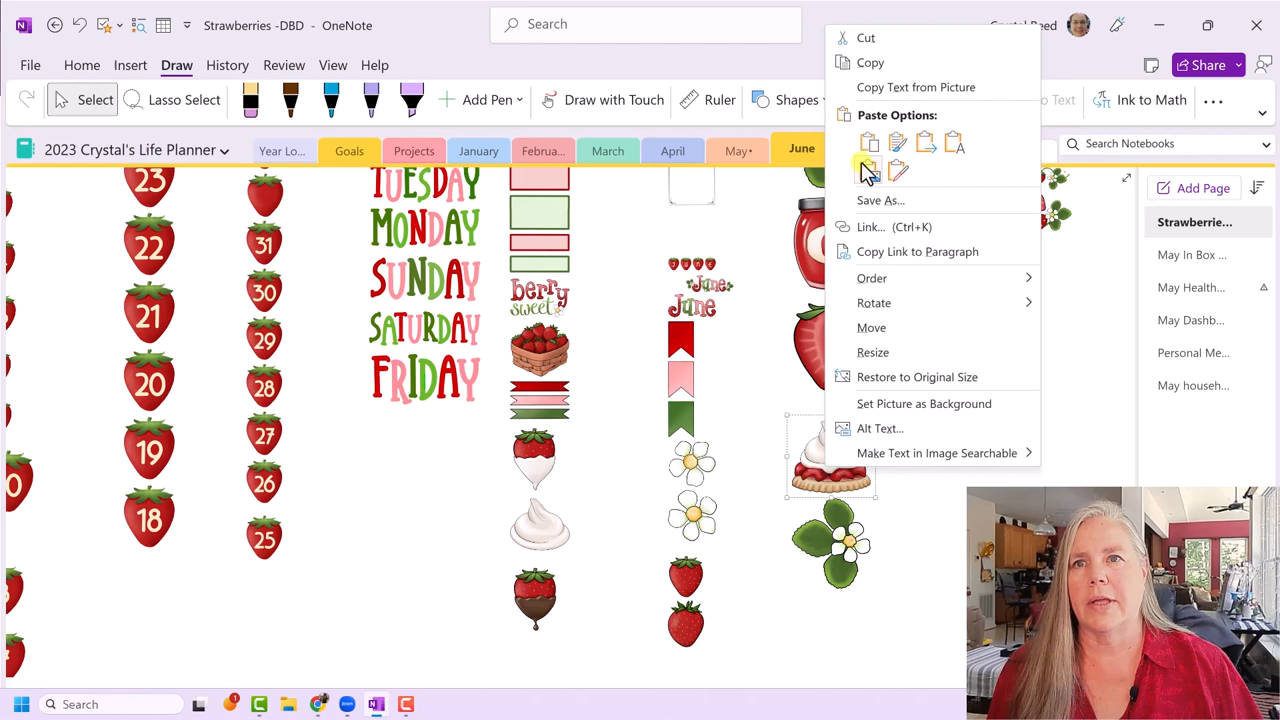 Strawberries -DBD - OneNote
Search
Crystal Reed
File Home Insert Draw History Review View Help
Share
Select Lasso Select
Add Pen
Draw with Touch
Ruler
Shapes
Text
Ink to Math
2023 Crystal's Life Planner
Year Lo...
Goals
Projects
January
Februa...
March
April
May
June
Search Notebooks
Cut
Copy
Copy Text from Picture
Paste Options:
Save As...
Link... (Ctrl+K)
Copy Link to Paragraph
Order
Rotate
Move
Resize
Restore to Original Size
Set Picture as Background
Alt Text...
Make Text in Image Searchable
Add Page
Strawberrie...
May In Box ...
May Health...
May Dashb...
Personal Me...
May househ...
23
22
21
20
19
18
31
30
29
28
27
26
25
TUESDAY
MONDAY
SUNDAY
SATURDAY
FRIDAY
berry
sweet
JUNE
June
June
Search
1